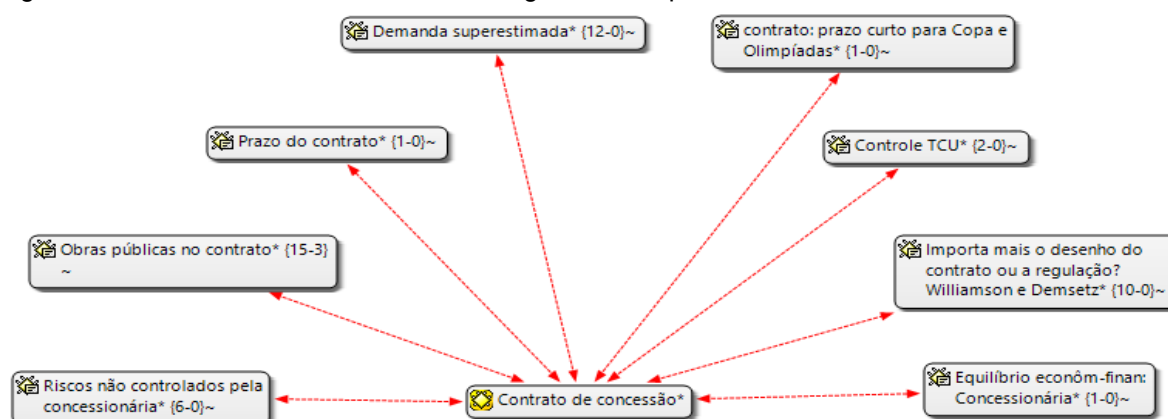 Demanda superestimada* {12-0}~
contrato: prazo curto para Copa e
Olimpíadas* {1-0}~
Prazo do contrato* {1-0}~
Controle TCU* {2-0}~
Obras públicas no contrato* {15-3}
~
Importa mais o desenho do
contrato ou a regulação?
Williamson e Demsetz* {10-0}~
Riscos não controlados pela
concessionária* {6-0}~
Contrato de concessão*
Equilíbrio econôm-finan:
Concessionária* {1-0}~